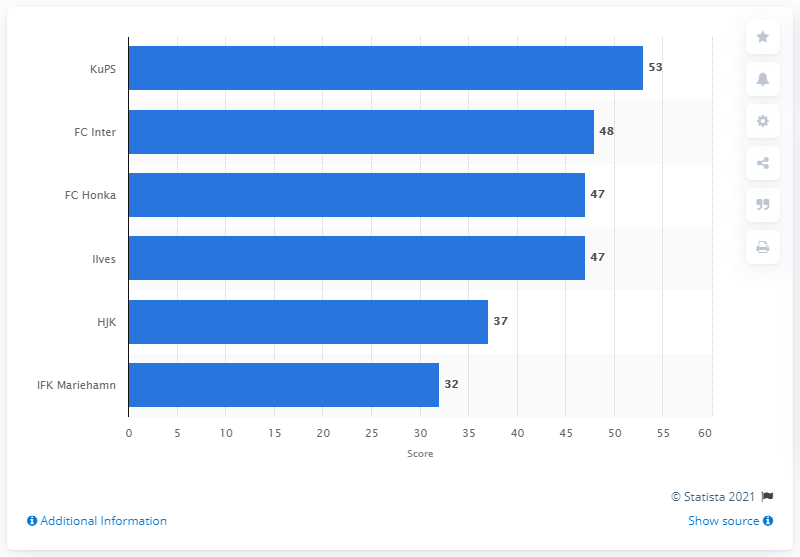 KuPS 53
FC Inter 48
FC Honka 47
Ilves 47
HJK 37
IFK Mariehamn 32
0 5 10 15 20 25 30 35 40 45 50 55 60
Score
© Statista 2021
Additional Information Show source